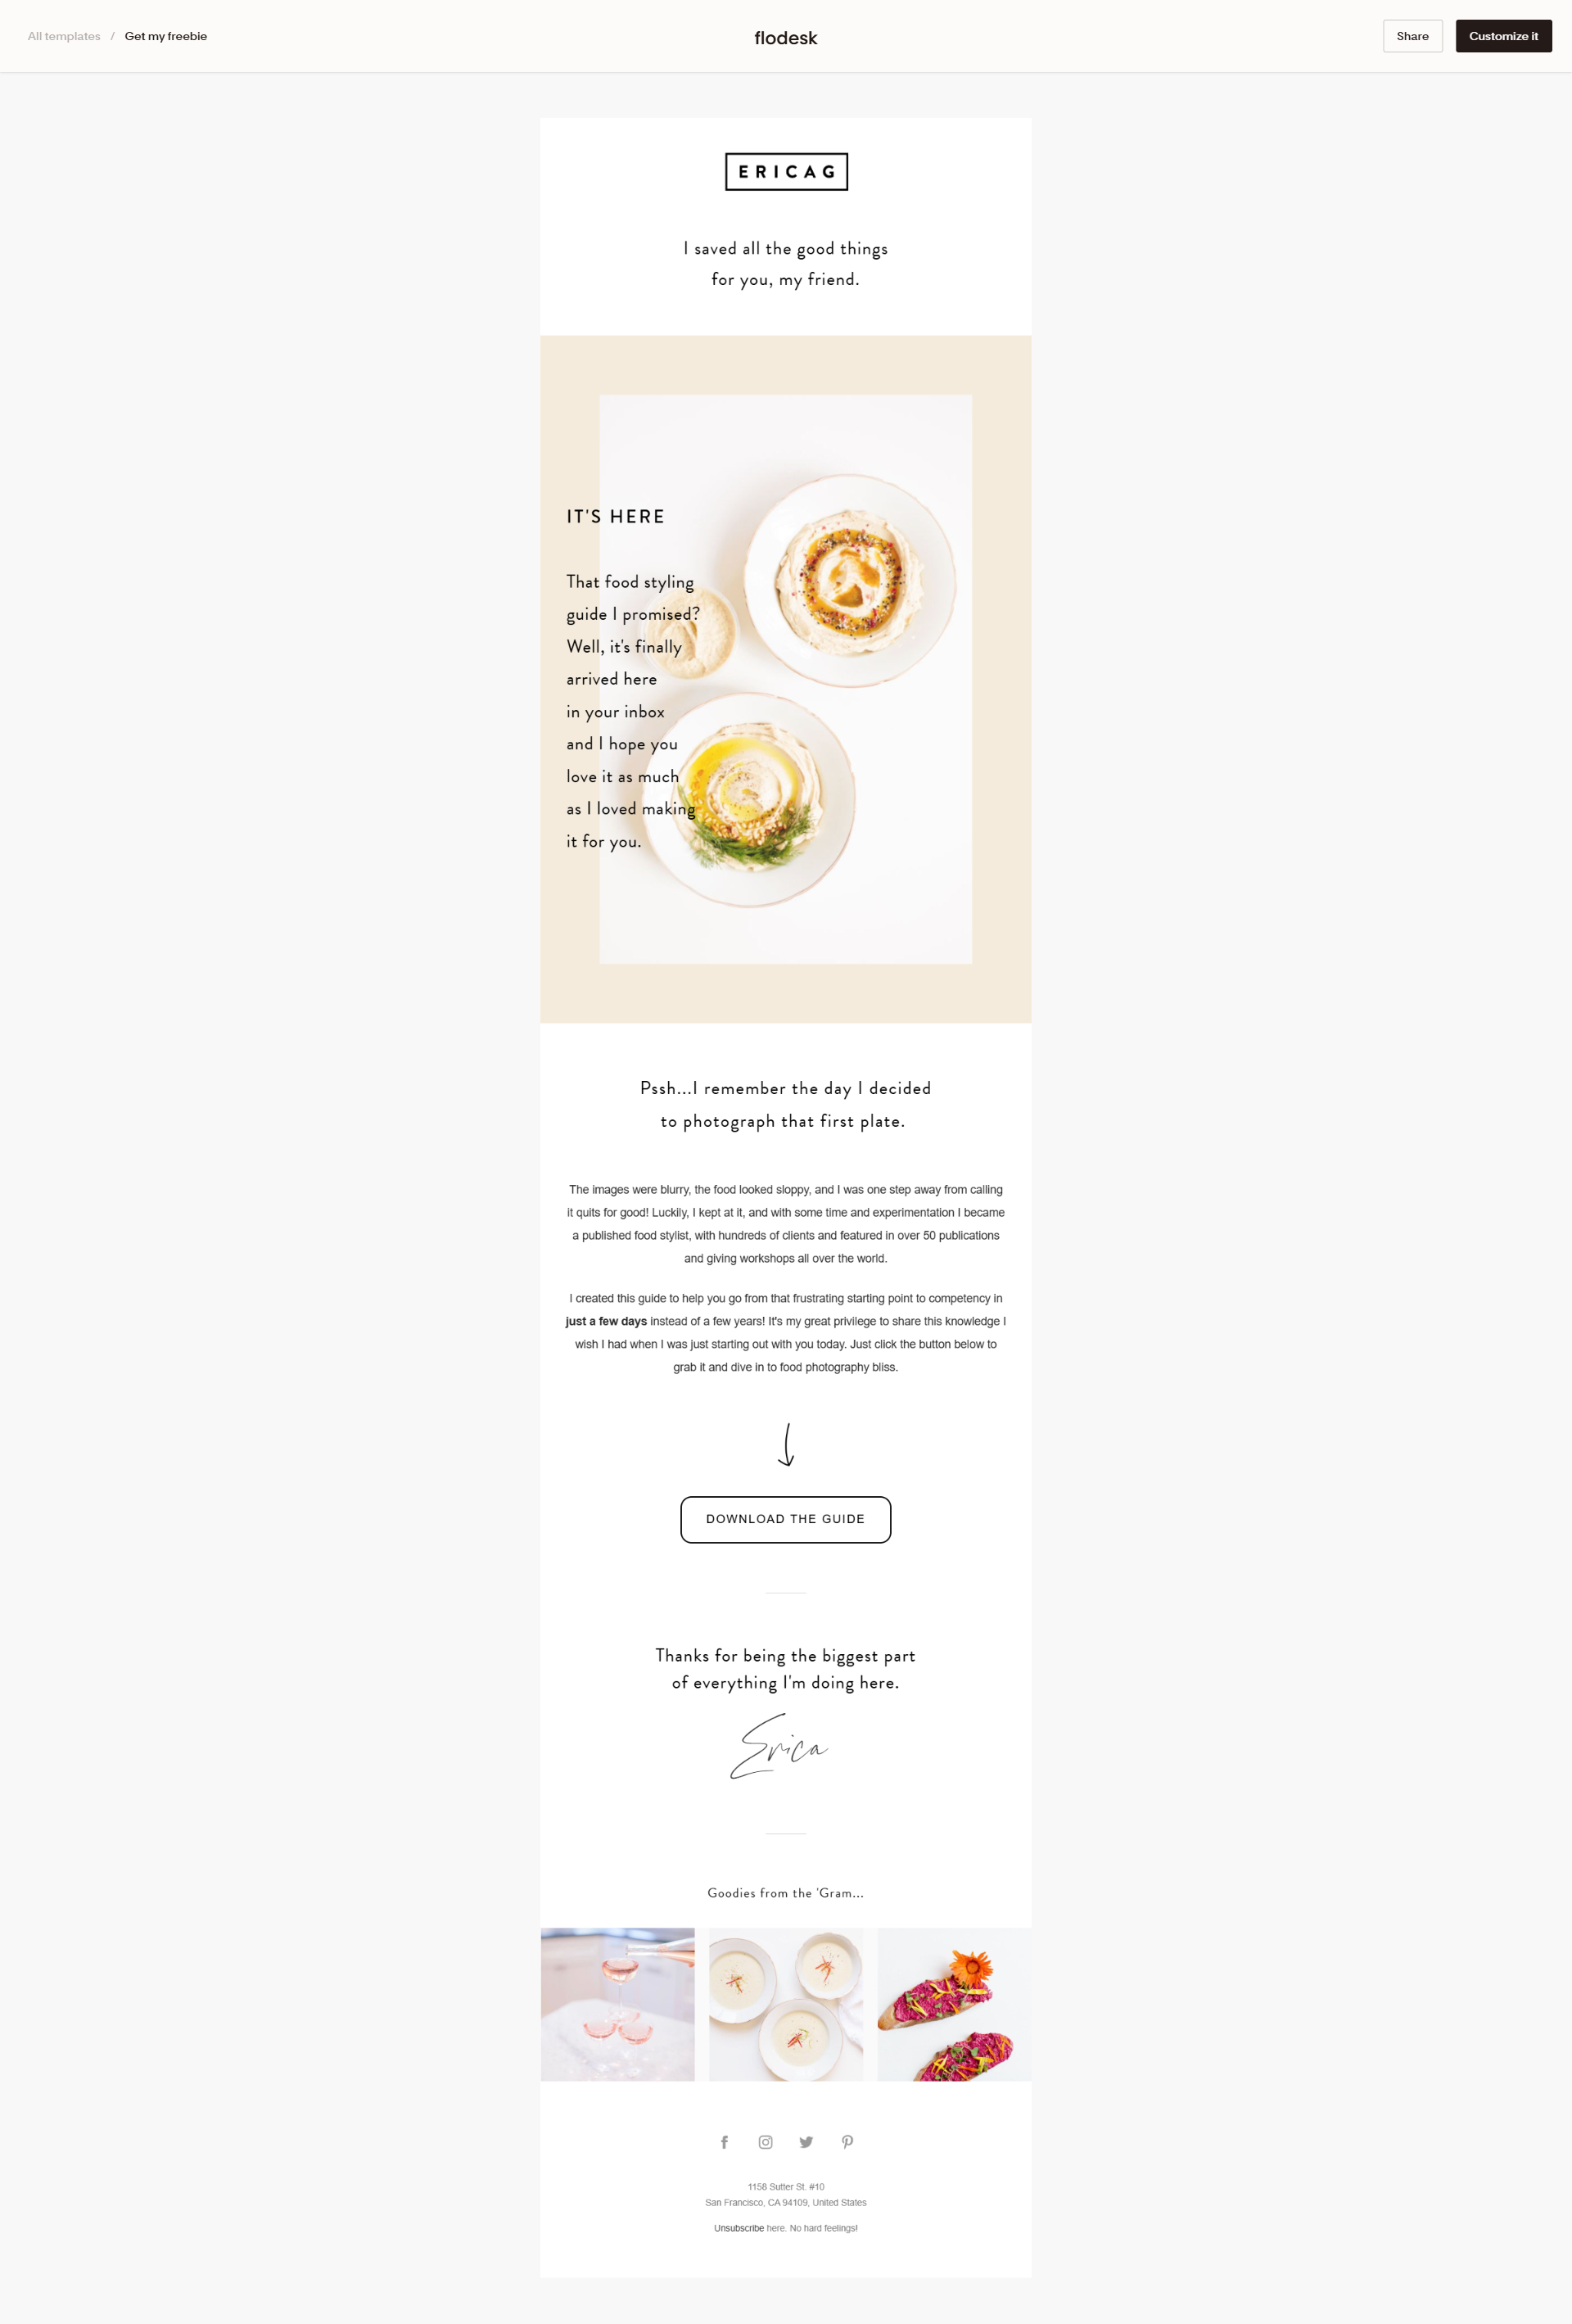 All templates / Get my freebie
flodesk
Share
Customize it
ERICAG
I saved all the good things
for you, my friend.
IT'S HERE
That food styling
guide I promised?
Well, it's finally
arrived here
in your inbox
and I hope you
love it as much
as I loved making
it for you.
Pssh...I remember the day I decided
to photograph that first plate.
The images were blurry, the food looked sloppy, and I was one step away from calling
it quits for good! Luckily, I kept at it, and with some time and experimentation I became
a published food stylist, with hundreds of clients and featured in over 50 publications
and giving workshops all over the world.
I created this guide to help you go from that frustrating starting point to competency in
just a few days instead of a few years! It's my great privilege to share this knowledge I
wish I had when I was just starting out with you today. Just click the button below to
grab it and dive in to food photography bliss.
DOWNLOAD THE GUIDE
Thanks for being the biggest part
of everything I'm doing here.
Erica
Goodies from the 'Gram...
1158 Sutter St. #10
San Francisco, CA 94109, United States
Unsubscribe here. No hard feelings!